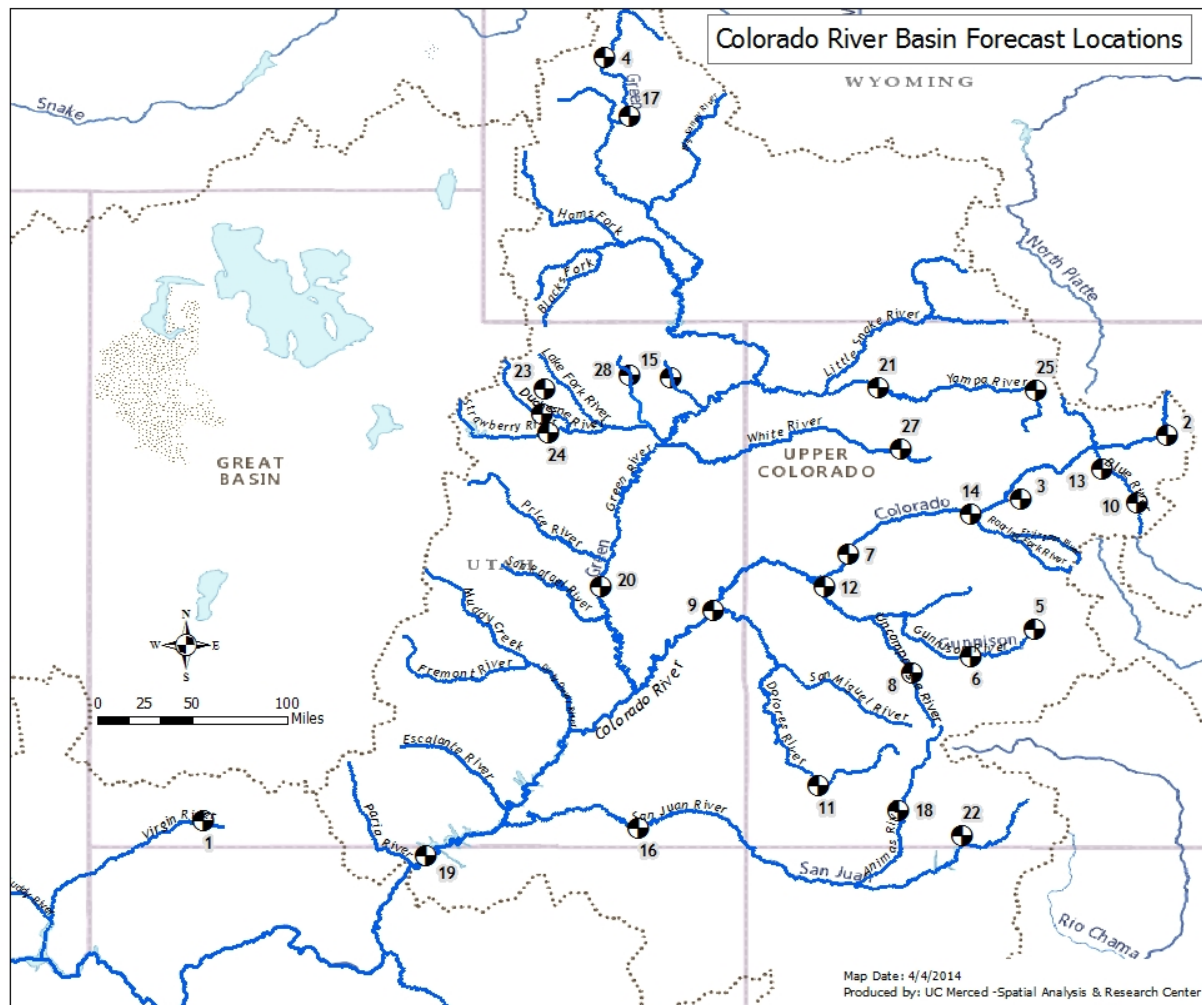 Colorado River Basin Forecast Locations
WYOMING
4
Green
17
Snake
Hams Fork
Blacks Fork
North Platte
Little Snake River
Lake Fork River
23
28
15
21
Yampa River
25
Duchesne River
Strawberry River
24
White River
27
2
UPPER
COLORADO
GREAT
BASIN
Green River
13
Blue River
3
14
Colorado
10
Roaring Fork River
Price River
7
UTAH
Green
San Rafael River
20
12
9
5
Muddy Creek
Uncompahgre River
Gunnison
Gunnison River
6
N
W
E
S
Fremont River
8
San Miguel River
Dolores River
Colorado River
0
25
50
100
Miles
Escalante River
11
18
22
Virgin River
1
Paria River
San Juan River
16
19
San Juan
Animas River
Rio Chama
Map Date: 4/4/2014
Produced by: UC Merced -Spatial Analysis & Research Center